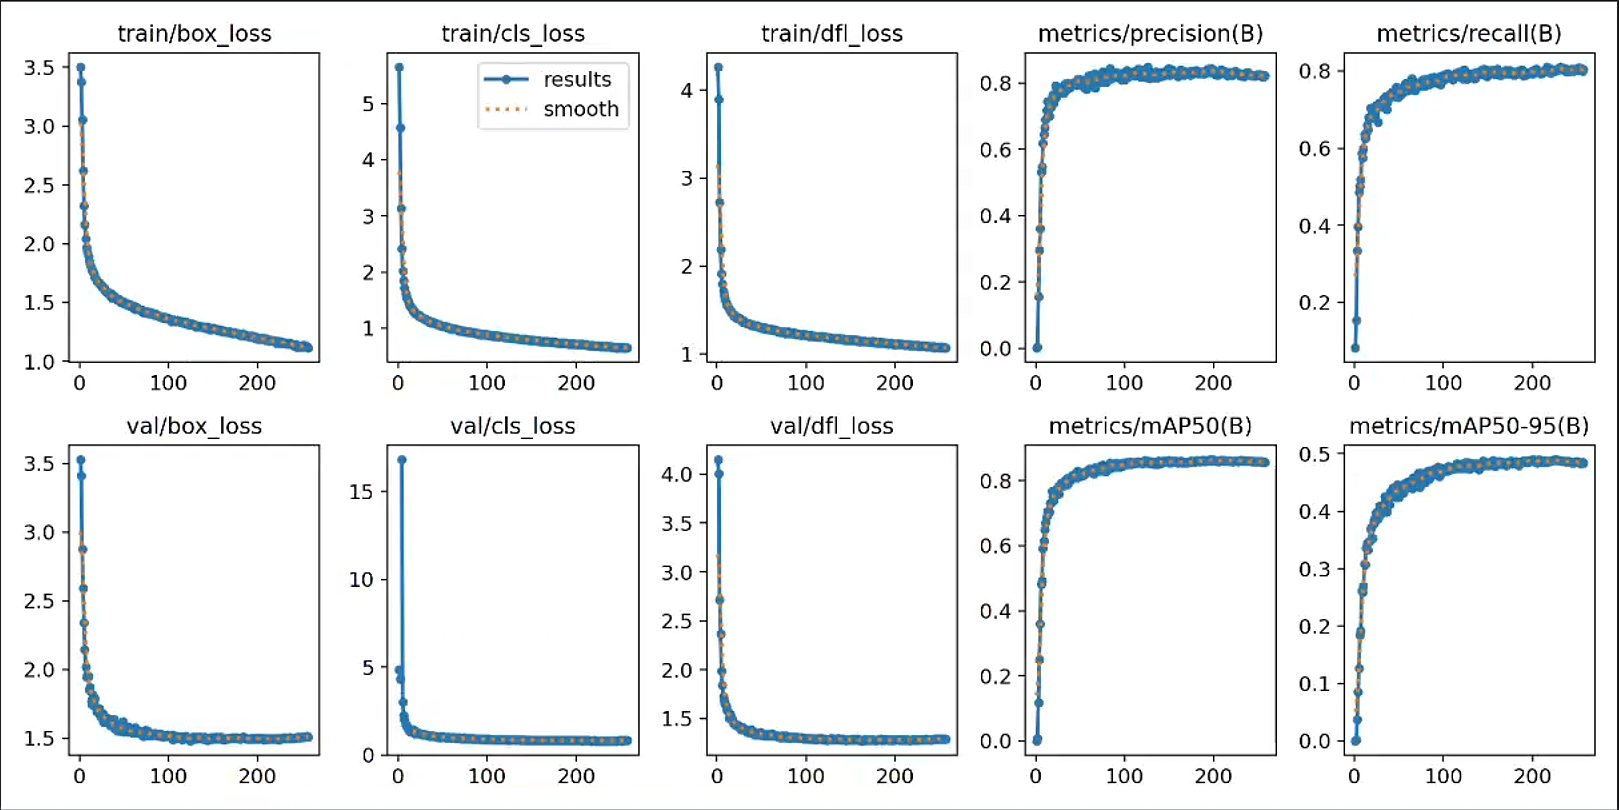 train/box_loss
3.5
3.0
2.5
2.0
1.5
1.0
0 100 200
train/cls_loss
results
smooth
5
4
3
2
1
0 100 200
train/dfl_loss
4
3
2
1
0 100 200
metrics/precision(B)
0.8
0.6
0.4
0.2
0.0
0 100 200
metrics/recall(B)
0.8
0.6
0.4
0.2
0 100 200
val/box_loss
3.5
3.0
2.5
2.0
1.5
0 100 200
val/cls_loss
15
10
5
0
0 100 200
val/dfl_loss
4.0
3.5
3.0
2.5
2.0
1.5
0 100 200
metrics/mAP50(B)
0.8
0.6
0.4
0.2
0.0
0 100 200
metrics/mAP50-95(B)
0.5
0.4
0.3
0.2
0.1
0.0
0 100 200